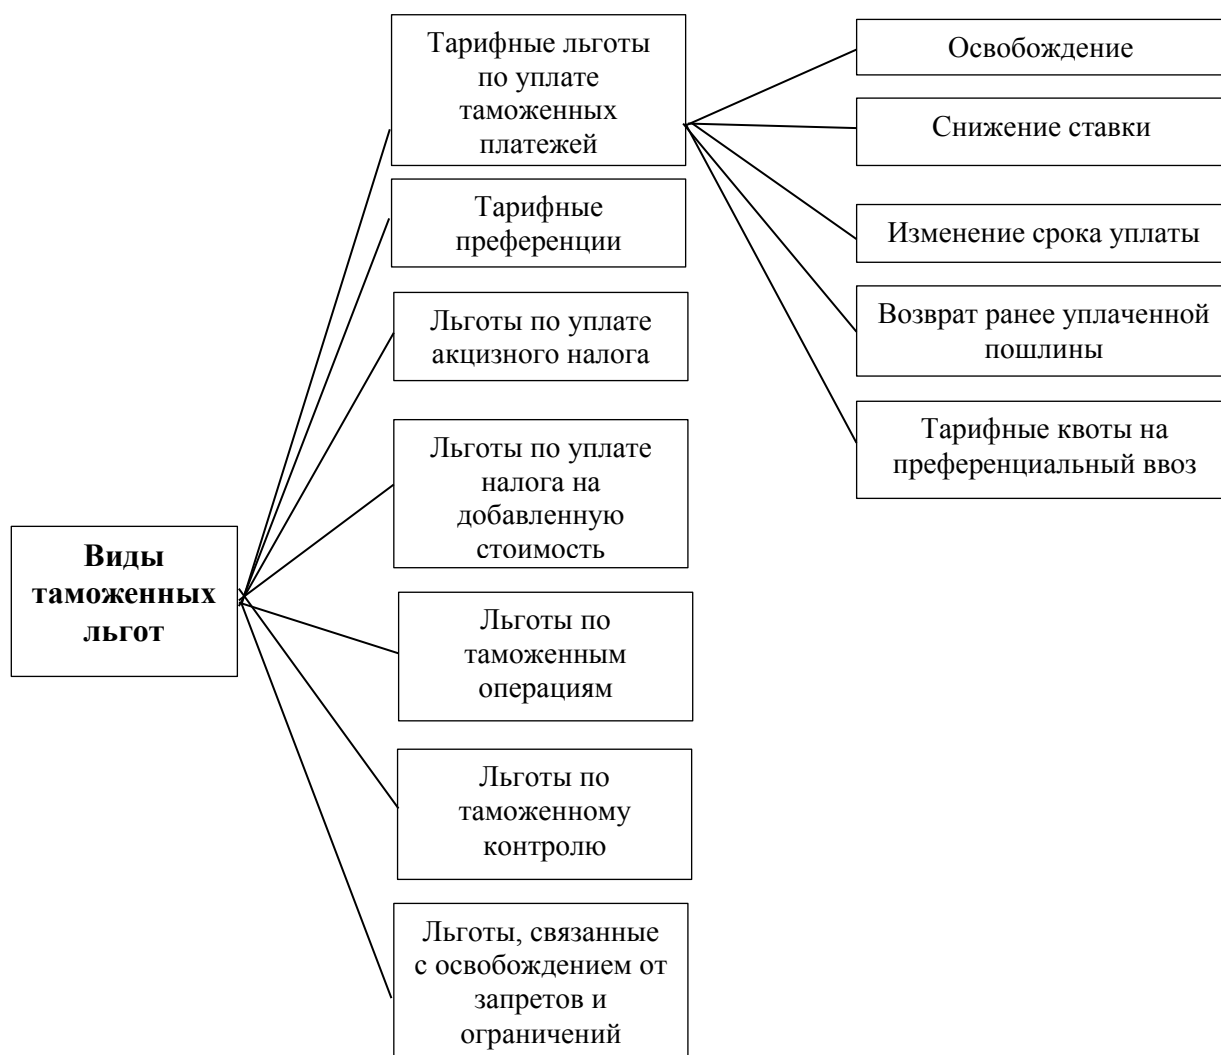 Виды
таможенных
льгот
Тарифные льготы
по уплате
таможенных
платежей
Тарифные
преференции
Льготы по уплате
акцизного налога
Льготы по уплате
налога на
добавленную
стоимость
Льготы по
таможенным
операциям
Льготы по
таможенному
контролю
Льготы, связанные
с освобождением от
запретов и
ограничений
Освобождение
Снижение ставки
Изменение срока уплаты
Возврат ранее уплаченной
пошлины
Тарифные квоты на
преференциальный ввоз